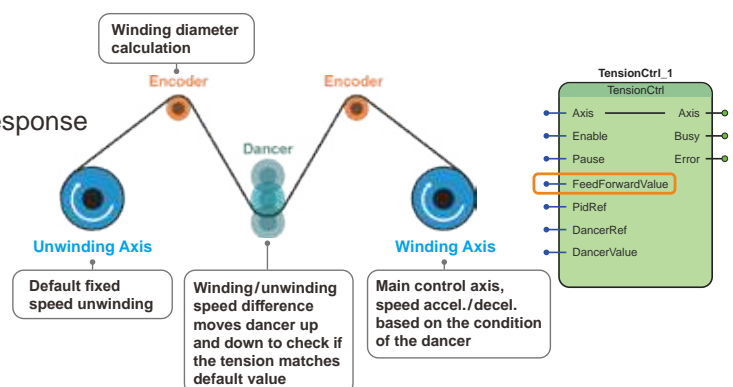 Winding diameter
calculation
Encoder
Encoder
esponse
Dancer
Unwinding Axis
Winding Axis
Default fixed
speed unwinding
Winding/unwinding
speed difference
moves dancer up
and down to check if
the tension matches
default value
Main control axis,
speed accel./decel.
based on the condition
of the dancer
TensionCtrl_1
TensionCtrl
Axis Axis
Enable Busy
Pause Error
FeedForwardValue
PidRef
DancerRef
DancerValue